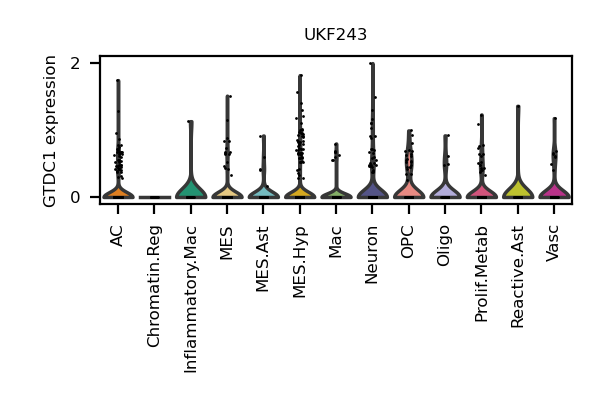 UKF243
GTDC1 expression
2
0
AC
Chromatin.Reg
Inflammatory.Mac
MES
MES.Ast
MES.Hyp
Mac
Neuron
OPC
Oligo
Prolif.Metab
Reactive.Ast
Vasc